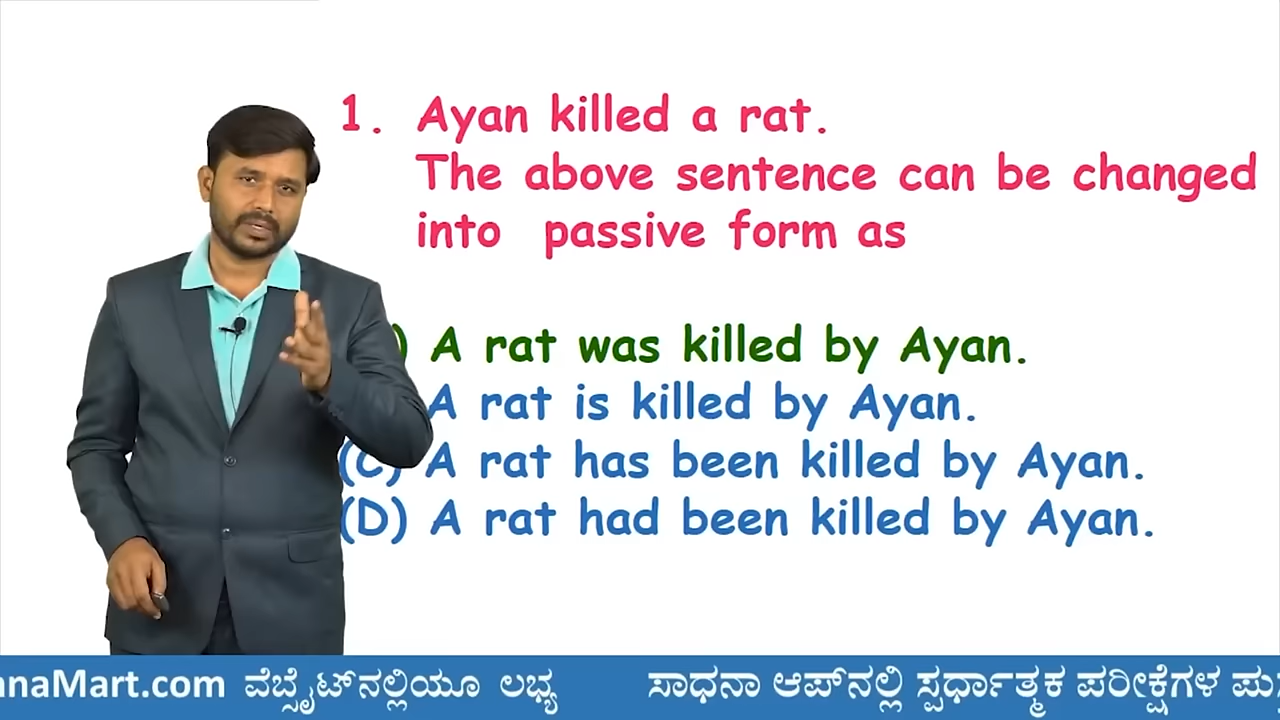 1. Ayan killed a rat.
The above sentence can be changed
into passive form as
) A rat was killed by Ayan.
A rat is killed by Ayan.
(C) A rat has been killed by Ayan.
(D) A rat had been killed by Ayan.
nnaMart.com ವೆಬ್ಸೈಟ್‌ನಲ್ಲಿಯೂ ಲಭ್ಯ ಸಾಧನಾ ಆಪ್‌ನಲ್ಲಿ ಸ್ಪರ್ಧಾತ್ಮಕ ಪರೀಕ್ಷೆಗಳ